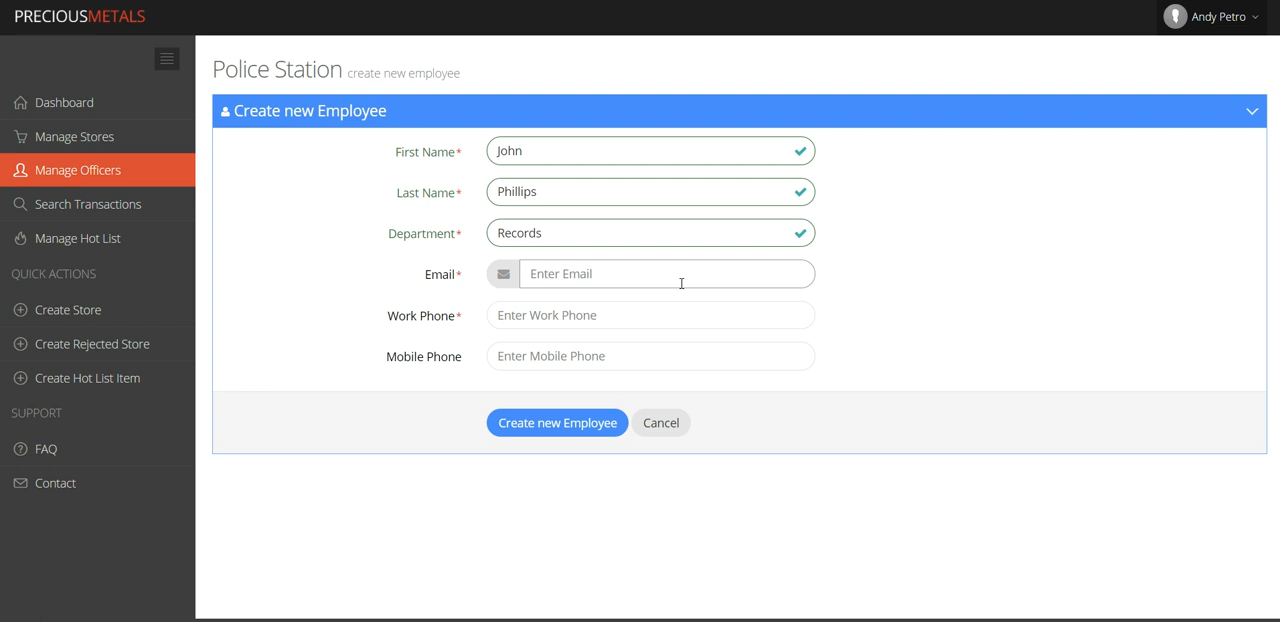 PRECIOUSMETALS
Andy Petro
Dashboard
Manage Stores
Manage Officers
Search Transactions
Manage Hot List
QUICK ACTIONS
Create Store
Create Rejected Store
Create Hot List Item
SUPPORT
FAQ
Contact
Police Station create new employee
Create new Employee
First Name* John
Last Name* Phillips
Department* Records
Email* Enter Email
Work Phone* Enter Work Phone
Mobile Phone Enter Mobile Phone
Create new Employee Cancel